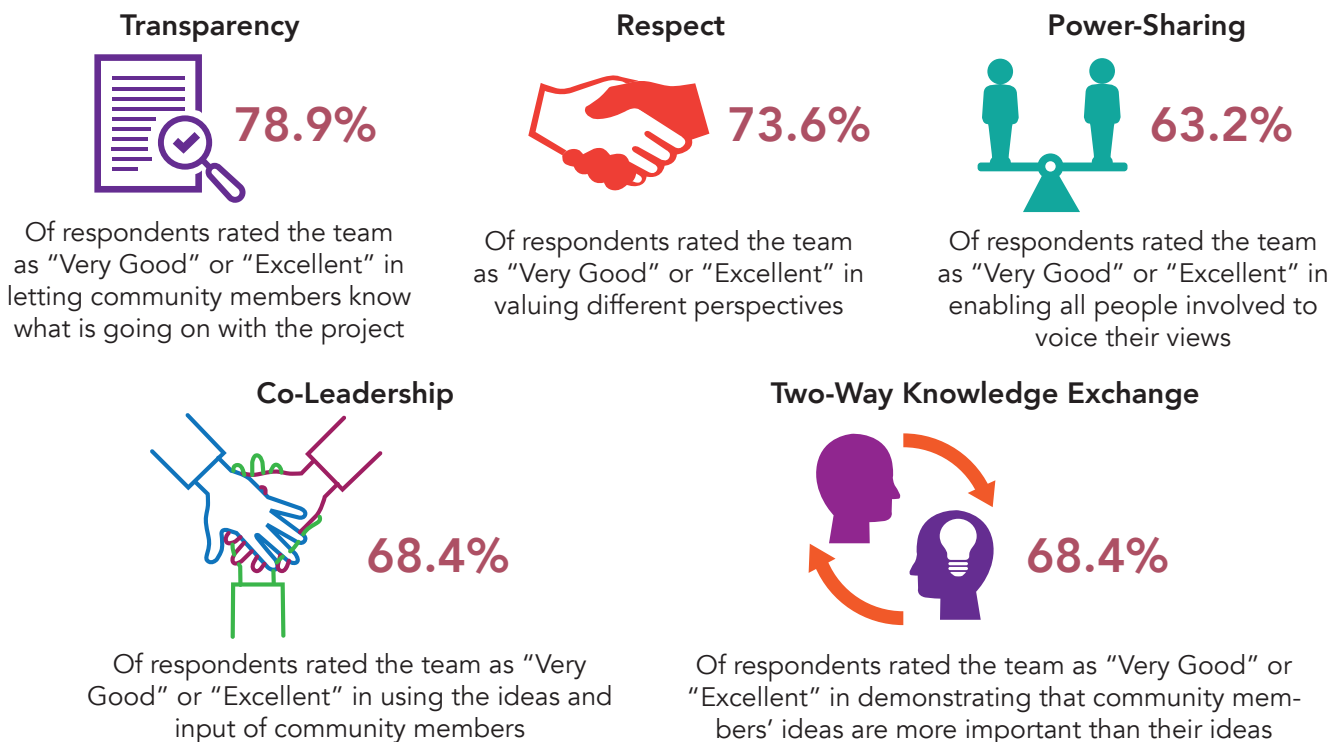 Transparency
78.9%
Of respondents rated the team
as “Very Good” or “Excellent” in
letting community members know
what is going on with the project
Respect
73.6%
Of respondents rated the team
as “Very Good” or “Excellent” in
valuing different perspectives
Power-Sharing
63.2%
Of respondents rated the team
as “Very Good” or “Excellent” in
enabling all people involved to
voice their views
Co-Leadership
68.4%
Of respondents rated the team as “Very
Good” or “Excellent” in using the ideas and
input of community members
Two-Way Knowledge Exchange
68.4%
Of respondents rated the team as “Very Good” or
“Excellent” in demonstrating that community mem-
bers’ ideas are more important than their ideas